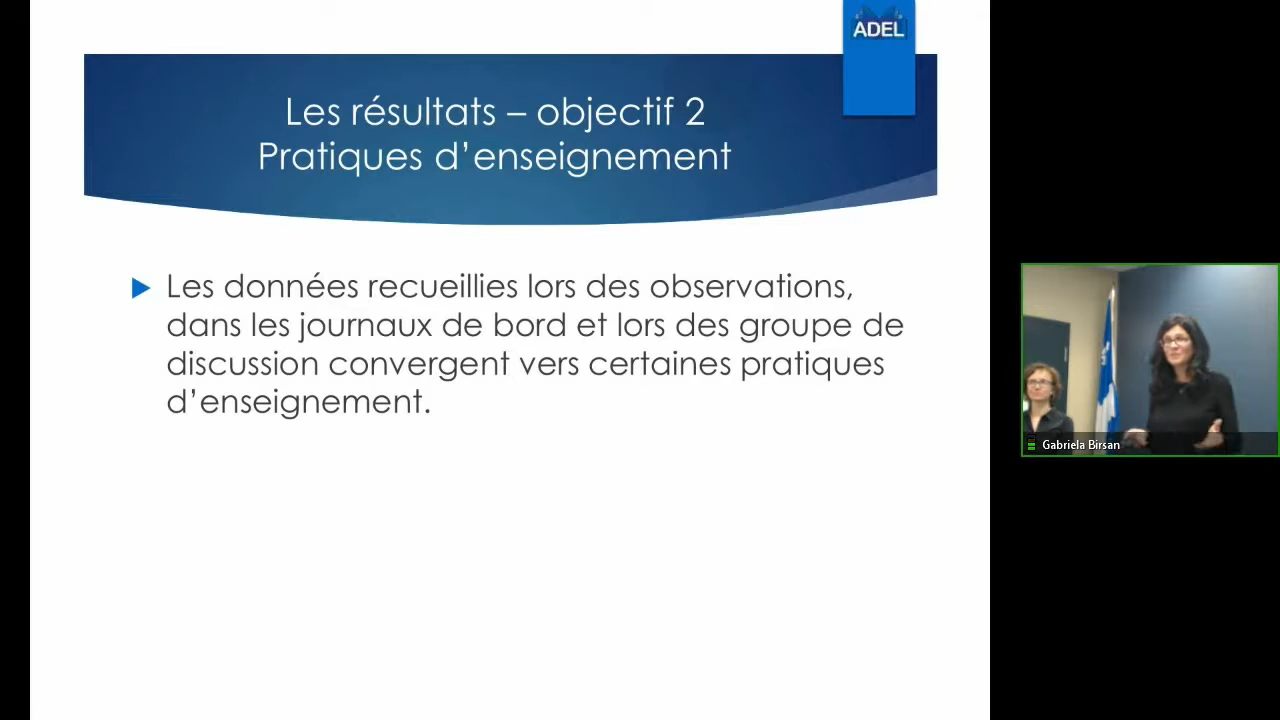 ADEL
Les résultats – objectif 2
Pratiques d’enseignement
Les données recueillies lors des observations,
dans les journaux de bord et lors des groupe de
discussion convergent vers certaines pratiques
d’enseignement.
Gabriela Birsan